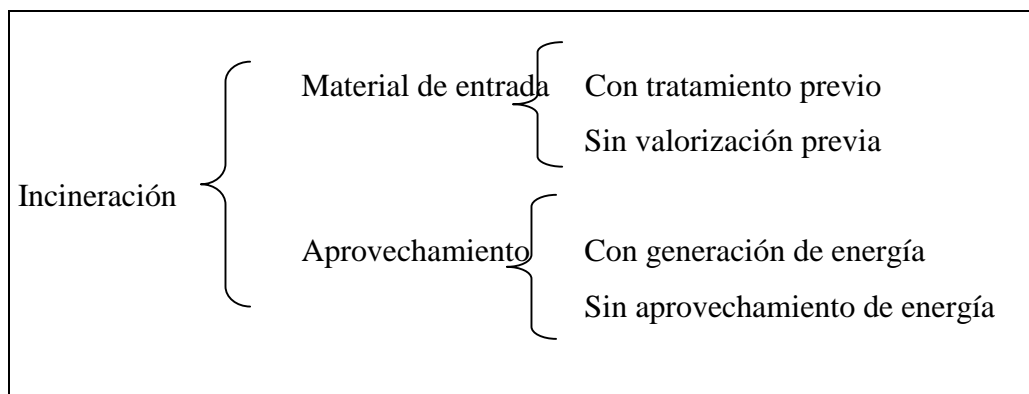 Incineración
Material de entrada
Con tratamiento previo
Sin valorización previa
Aprovechamiento
Con generación de energía
Sin aprovechamiento de energía